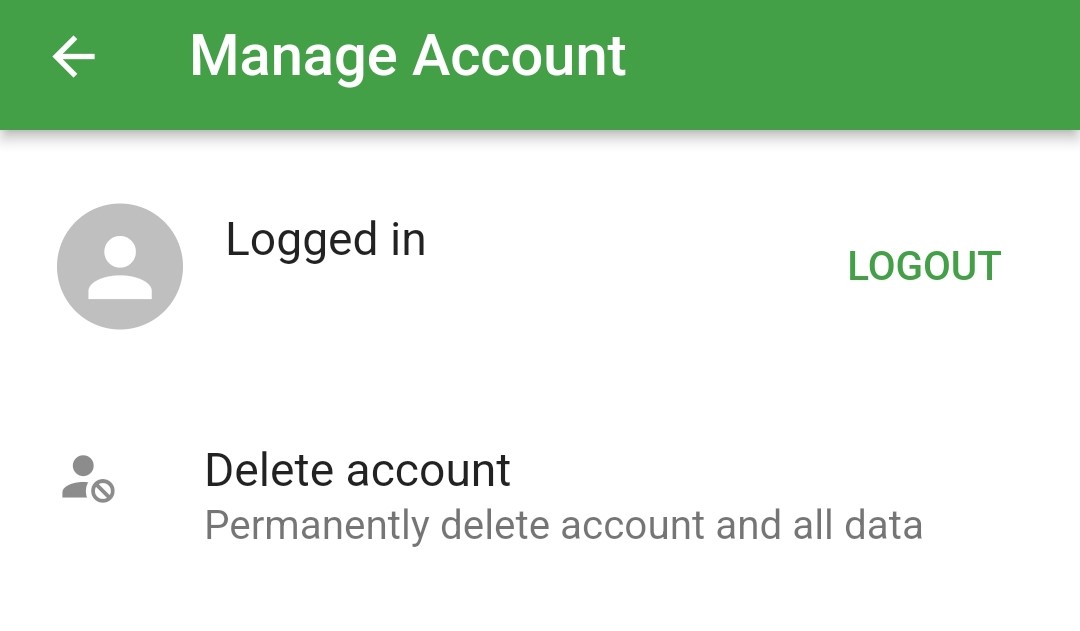 Manage Account
Logged in
LOGOUT
Delete account
Permanently delete account and all data